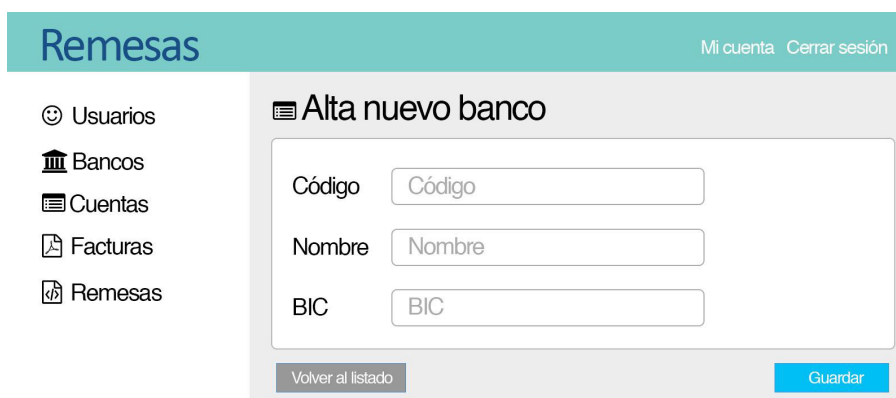 Remesas
Mi cuenta Cerrar sesión
Usuarios
Bancos
Cuentas
Facturas
Remesas
Alta nuevo banco
Código Código
Nombre Nombre
BIC BIC
Volver al listado
Guardar